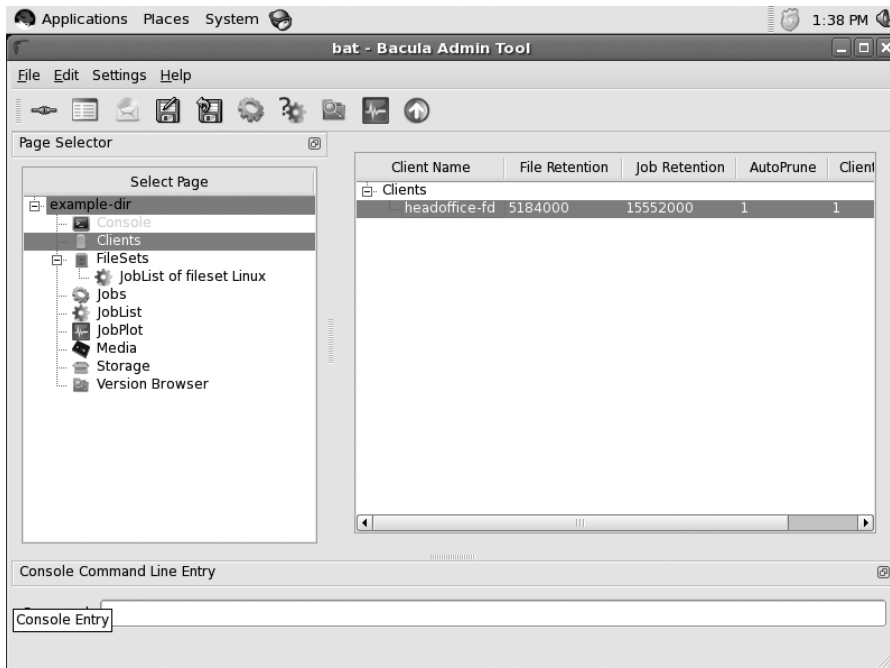 Applications Places System 1:38 PM
bat - Bacula Admin Tool
File Edit Settings Help
Page Selector
Select Page
example-dir
Console
Clients
FileSets
JobList of fileset Linux
Jobs
JobList
JobPlot
Media
Storage
Version Browser
Client Name File Retention Job Retention AutoPrune Client
Clients
headoffice-fd 5184000 15552000 1 1
Console Command Line Entry
Console Entry